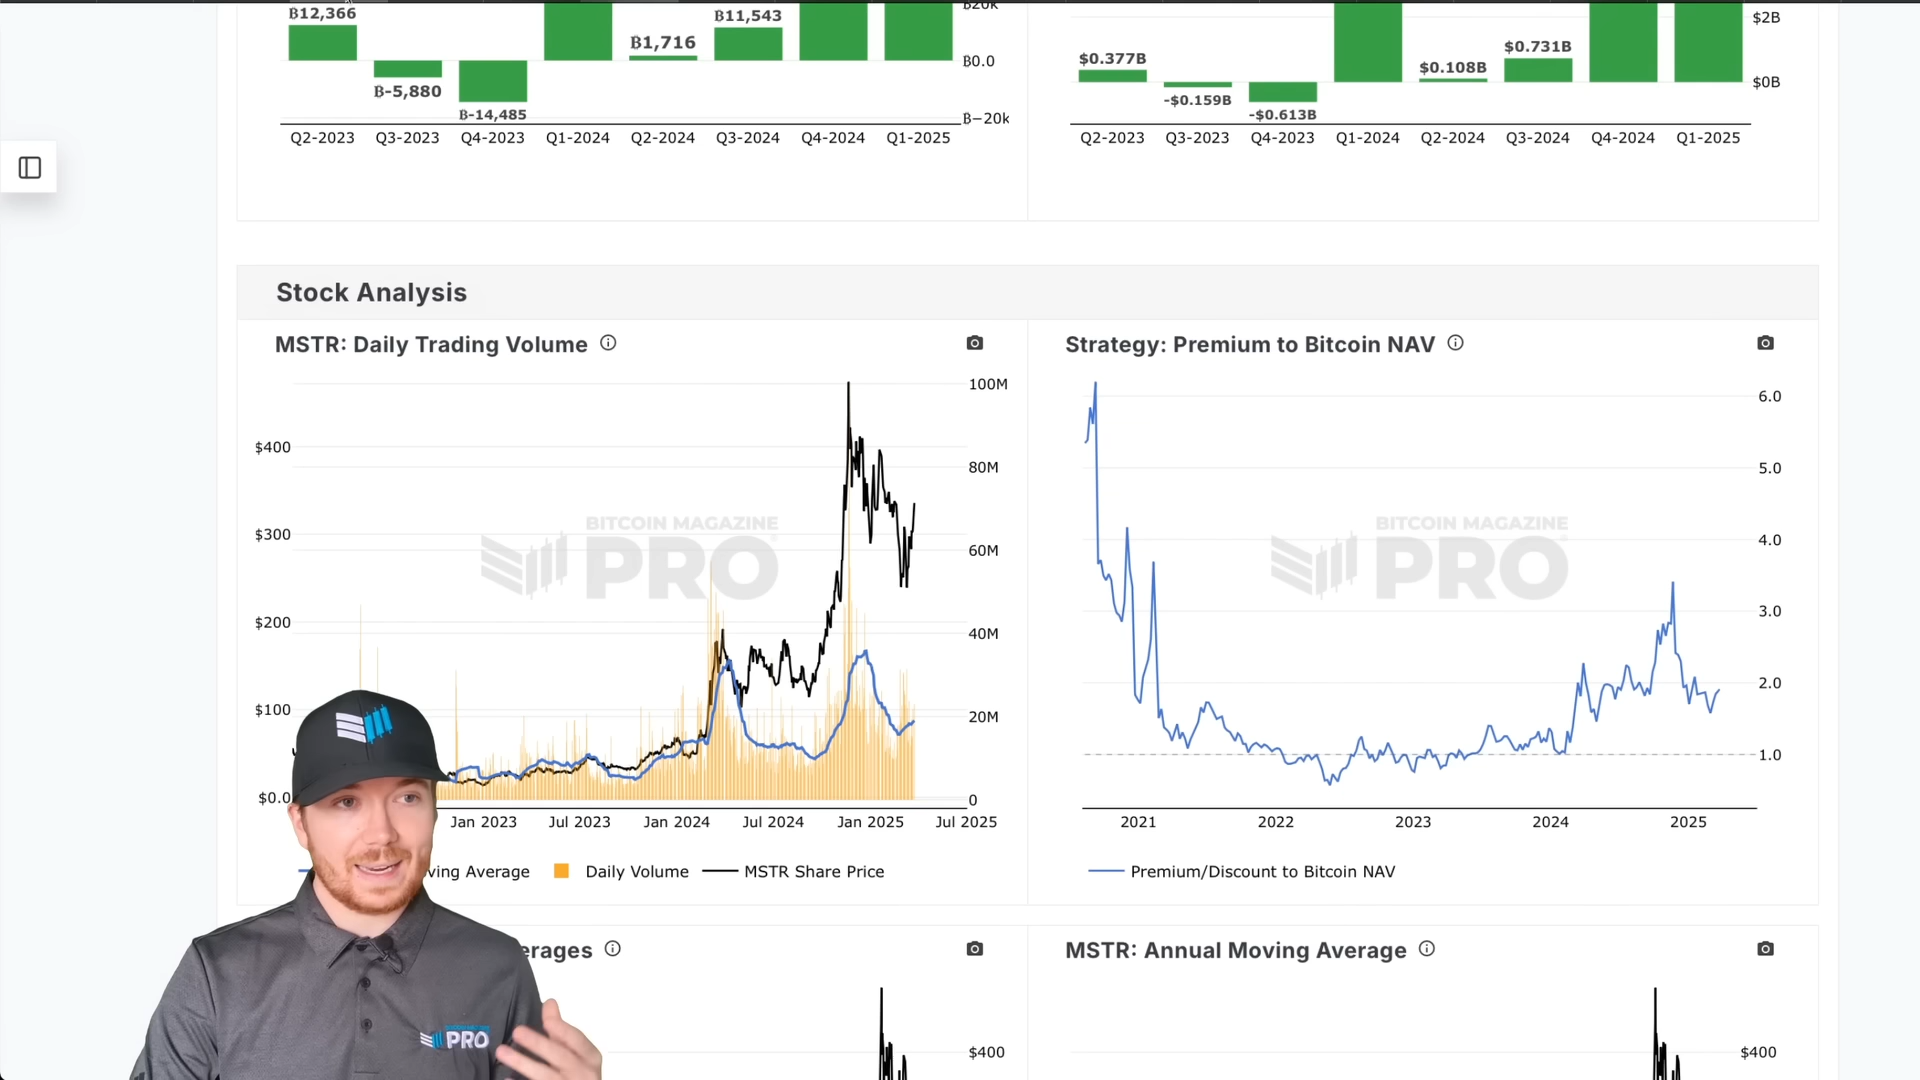 ₿12,366
₿-5,880
₿-14,485
₿1,716
₿11,543
₿20k
₿0.0
₿−20k
Q2-2023 Q3-2023 Q4-2023 Q1-2024 Q2-2024 Q3-2024 Q4-2024 Q1-2025
$0.377B
-$0.159B
-$0.613B
$0.108B
$0.731B
$2B
$0B
Q2-2023 Q3-2023 Q4-2023 Q1-2024 Q2-2024 Q3-2024 Q4-2024 Q1-2025
Stock Analysis
MSTR: Daily Trading Volume
$400
$300
$200
$100
$0.0
100M
80M
60M
40M
20M
0
BITCOIN MAGAZINE
PRO
Jan 2023 Jul 2023 Jan 2024 Jul 2024 Jan 2025 Jul 2025
ving Average Daily Volume MSTR Share Price
Strategy: Premium to Bitcoin NAV
6.0
5.0
4.0
3.0
2.0
1.0
BITCOIN MAGAZINE
PRO
2021 2022 2023 2024 2025
Premium/Discount to Bitcoin NAV
erages
$400
MSTR: Annual Moving Average
$400
PRO